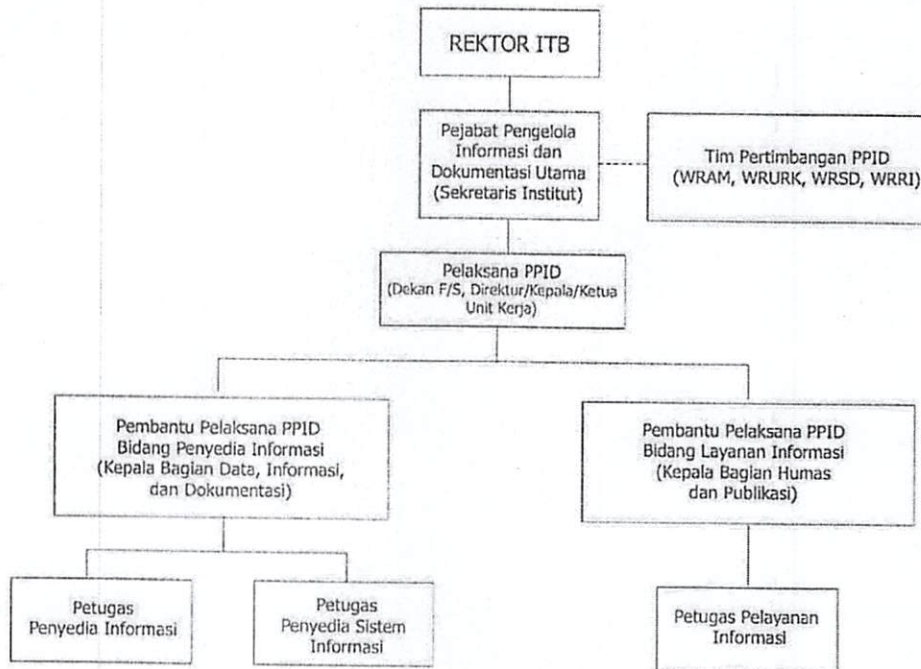 REKTOR ITB
Pejabat Pengelola
Informasi dan
Dokumentasi Utama
(Sekretaris Institut)
Tim Pertimbangan PPID
(WRAM, WRURK, WRSD, WRRI)
Pelaksana PPID
(Dekan F/S, Direktur/Kepala/Ketua
Unit Kerja)
Pembantu Pelaksana PPID
Bidang Penyedia Informasi
(Kepala Bagian Data, Informasi,
dan Dokumentasi)
Pembantu Pelaksana PPID
Bidang Layanan Informasi
(Kepala Bagian Humas
dan Publikasi)
Petugas
Penyedia Informasi
Petugas
Penyedia Sistem
Informasi
Petugas Pelayanan
Informasi